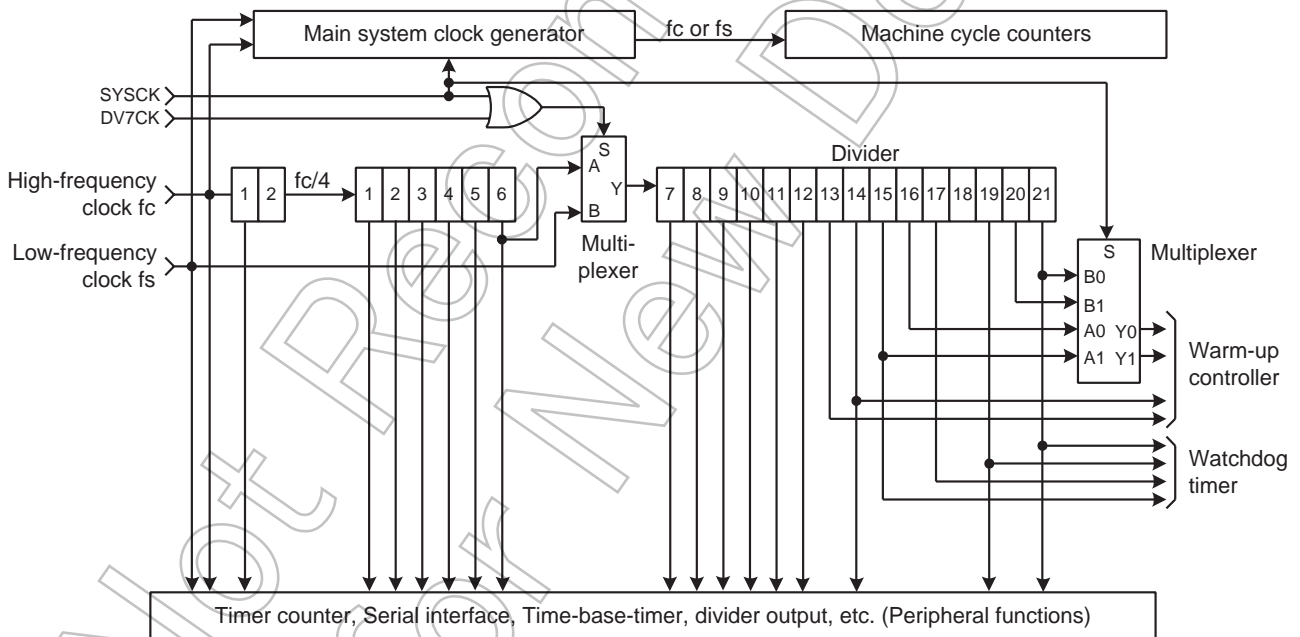 Main system clock generator
fc or fs
Machine cycle counters
SYSCK
DV7CK
High-frequency
clock fc
1 2
fc/4
1 2 3 4 5 6
S
A
Y
B
Multi-
plexer
Divider
7 8 9 10 11 12 13 14 15 16 17 18 19 20 21
Low-frequency
clock fs
S
B0
B1
A0 Y0
A1 Y1
Multiplexer
Warm-up
controller
Watchdog
timer
Timer counter, Serial interface, Time-base-timer, divider output, etc. (Peripheral functions)